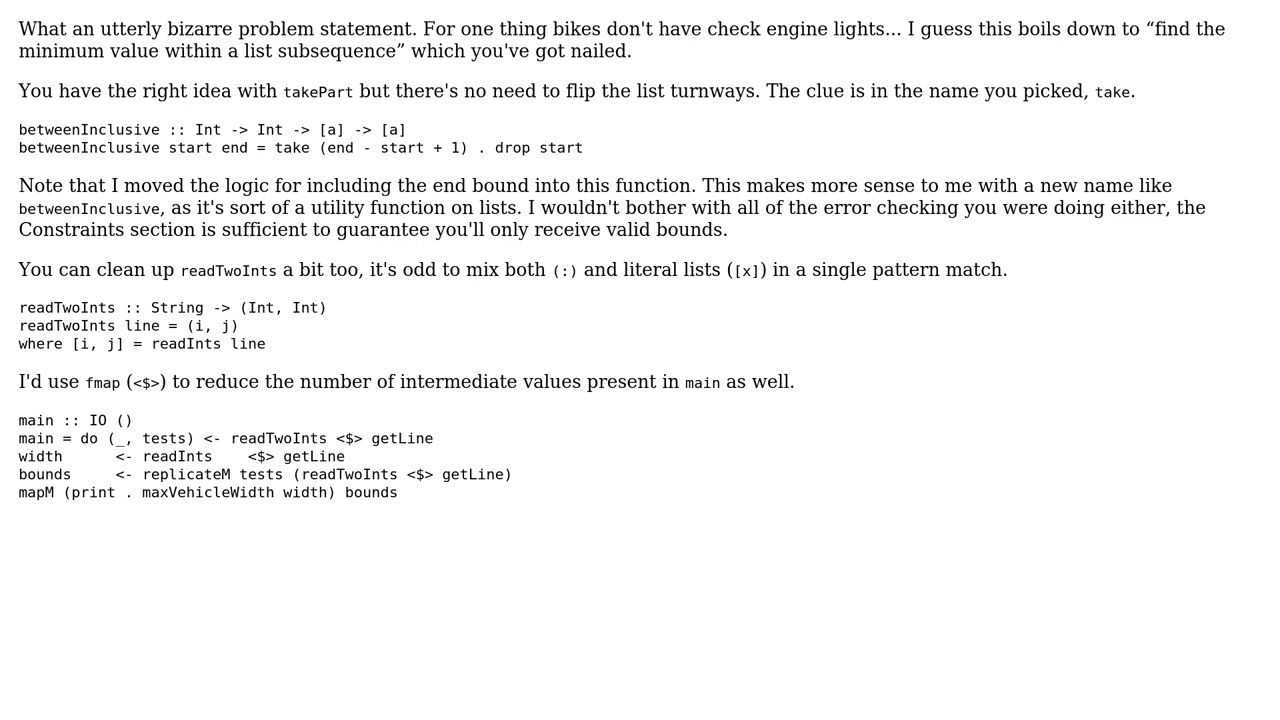 What an utterly bizarre problem statement. For one thing bikes don't have check engine lights... I guess this boils down to “find the
minimum value within a list subsequence” which you've got nailed.
You have the right idea with takePart but there's no need to flip the list turnways. The clue is in the name you picked, take.
betweenInclusive :: Int -> Int -> [a] -> [a]
betweenInclusive start end = take (end - start + 1) . drop start
Note that I moved the logic for including the end bound into this function. This makes more sense to me with a new name like
betweenInclusive, as it's sort of a utility function on lists. I wouldn't bother with all of the error checking you were doing either, the
Constraints section is sufficient to guarantee you'll only receive valid bounds.
You can clean up readTwoInts a bit too, it's odd to mix both (:) and literal lists ([x]) in a single pattern match.
readTwoInts :: String -> (Int, Int)
readTwoInts line = (i, j)
where [i, j] = readInts line
I'd use fmap (<$>) to reduce the number of intermediate values present in main as well.
main :: IO ()
main = do (_, tests) <- readTwoInts <$> getLine
width      <- readInts    <$> getLine
bounds     <- replicateM tests (readTwoInts <$> getLine)
mapM (print . maxVehicleWidth width) bounds